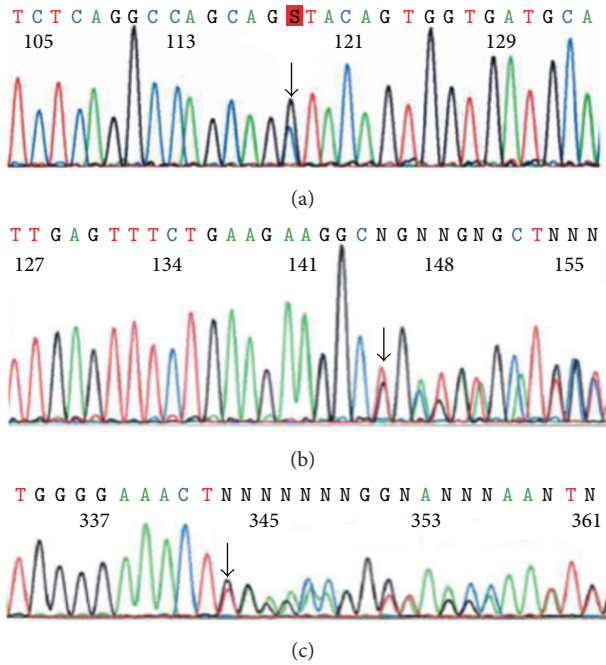 T C T C A G G C C A G C A G S T A C A G T G G T G A T G C A
105 113 121 129
(a)
T T G A G T T T C T G A A G A A G G C N G N N G N G C T N N N
127 134 141 148 155
(b)
T G G G G A A A C T N N N N N N N G G N A N N N A A N T N
337 345 353 361
(c)